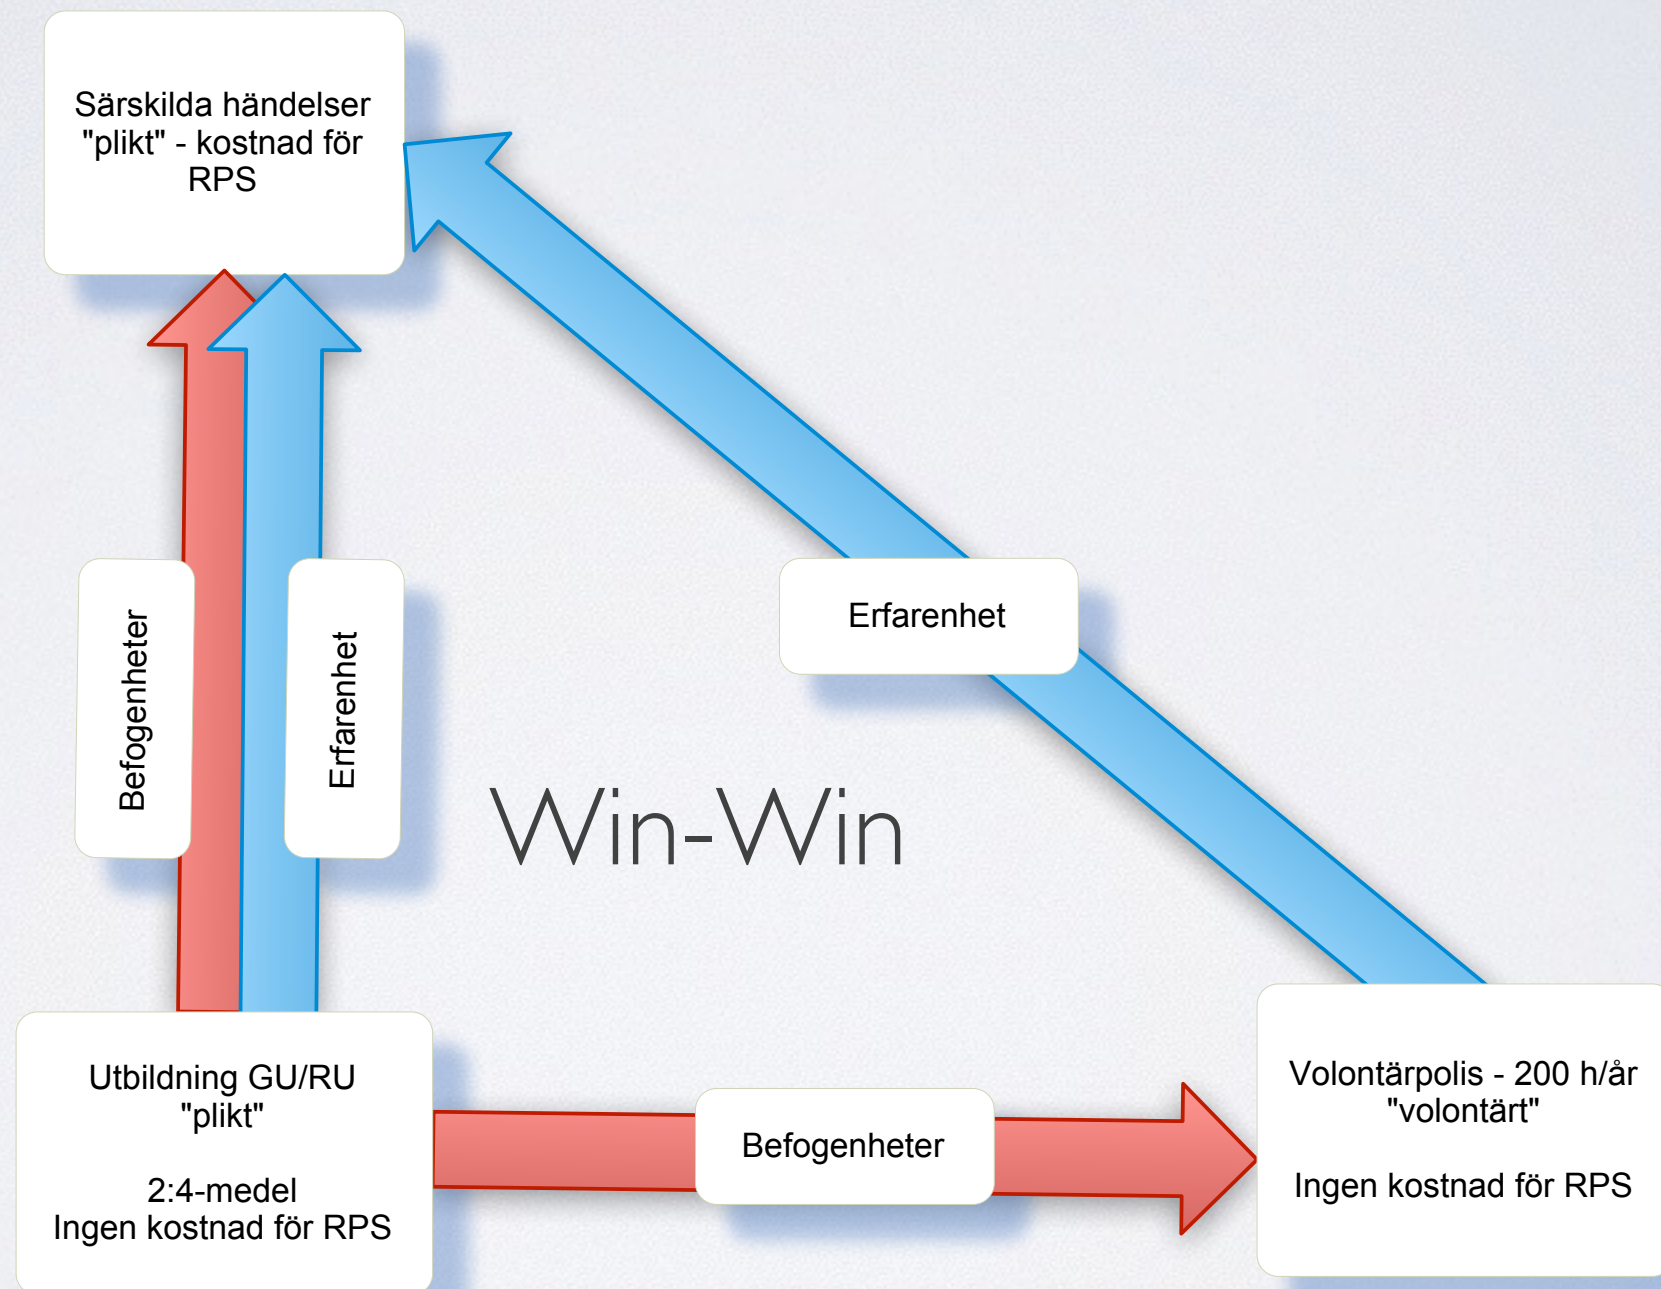 Särskilda händelser
"plikt" - kostnad för
RPS
Befogenheter
Erfarenhet
Erfarenhet
Win-Win
Utbildning GU/RU
"plikt"
2:4-medel
Ingen kostnad för RPS
Befogenheter
Volontärpolis - 200 h/år
"volontärt"
Ingen kostnad för RPS